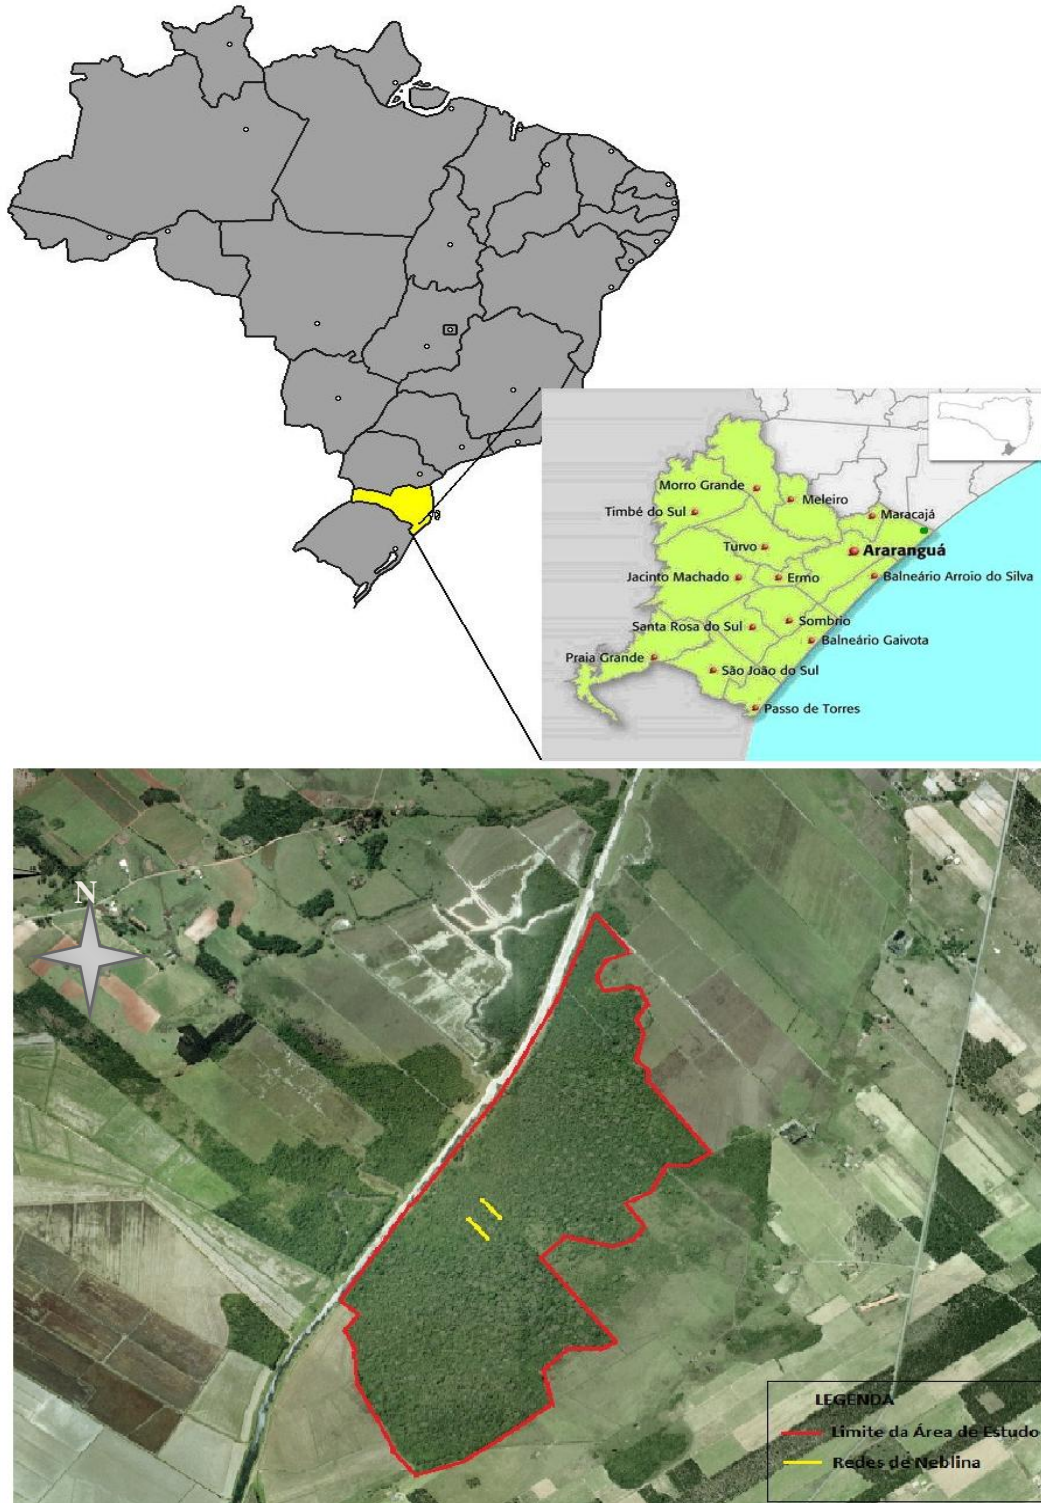 Morro Grande
Meleiro
Timbé do Sul
Maracajá
Turvo
Araranguá
Jacinto Machado
Ermo
Balneário Arroio do Silva
Santa Rosa do Sul
Sombrio
Balneário Gaivota
Praia Grande
São João do Sul
Passo de Torres
N
LEGENDA
Limite da Área de Estudo
Redes de Neblina